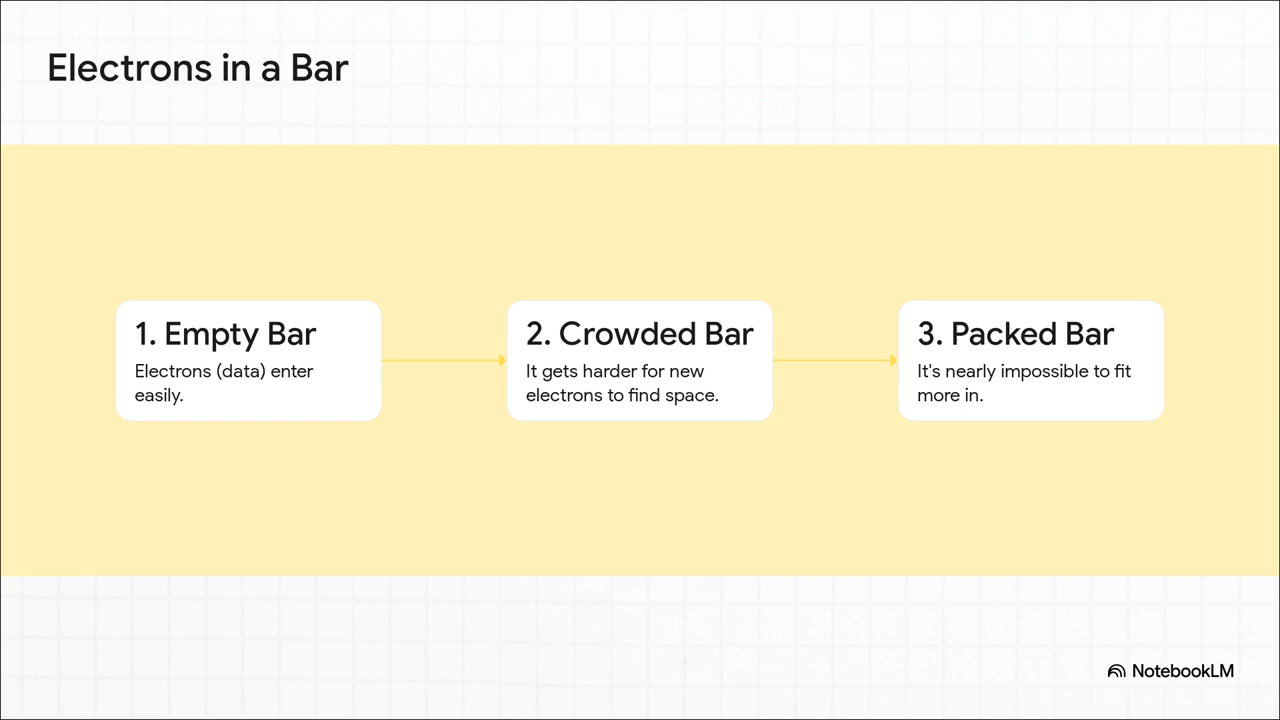 Electrons in a Bar
1. Empty Bar
Electrons (data) enter
easily.
2. Crowded Bar
It gets harder for new
electrons to find space.
3. Packed Bar
It's nearly impossible to fit
more in.
NotebookLM